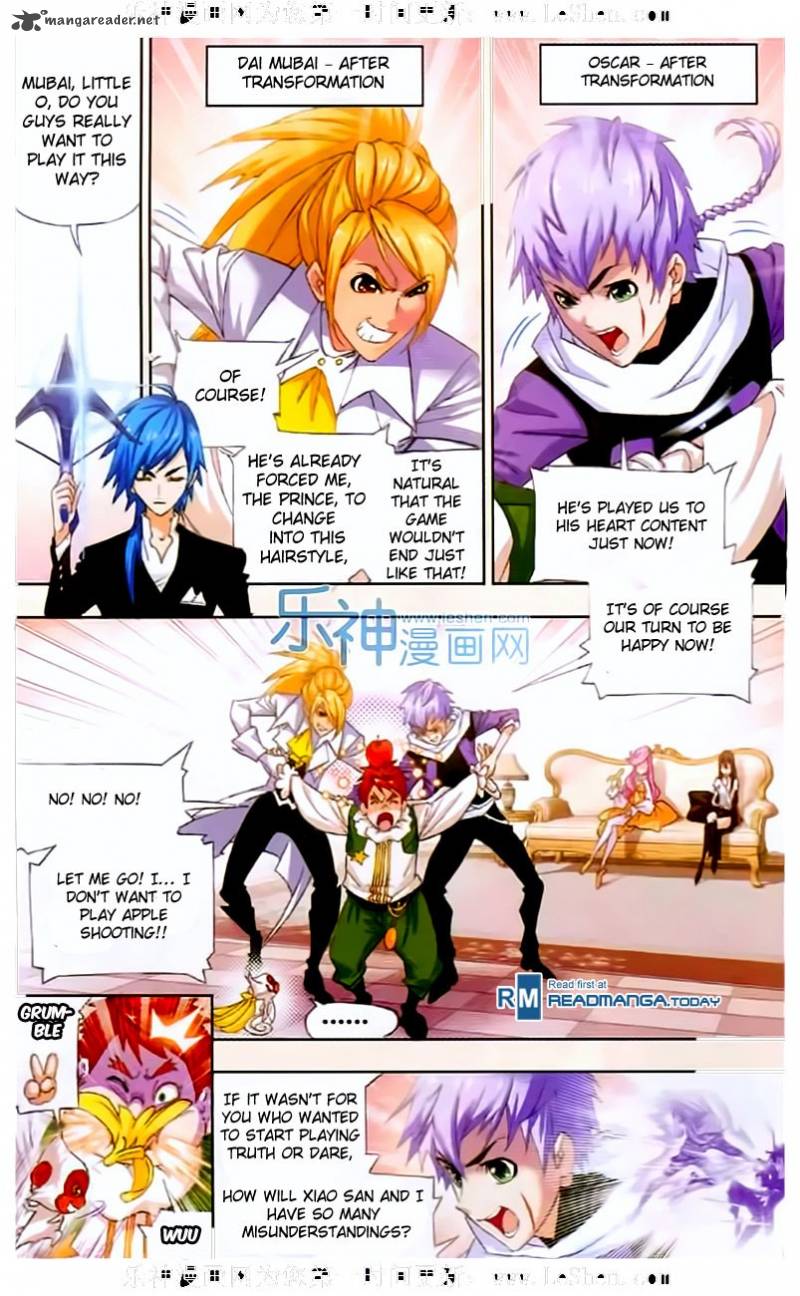 mangareader.net
DAI MUBAI - AFTER
TRANSFORMATION
OSCAR - AFTER
TRANSFORMATION
MUBAI, LITTLE
O, DO YOU
GUYS REALLY
WANT TO
PLAY IT THIS
WAY?
OF
COURSE!
HE'S ALREADY
FORCED ME,
THE PRINCE, TO
CHANGE
INTO THIS
HAIRSTYLE,
IT'S
NATURAL
THAT THE
GAME
WOULDN'T
END JUST
LIKE THAT!
HE'S PLAYED US TO
HIS HEART CONTENT
JUST NOW!
IT'S OF COURSE
OUR TURN TO BE
HAPPY NOW!
乐神漫画网
www.leshen.com
NO! NO! NO!
LET ME GO! I... I
DON'T WANT TO
PLAY APPLE
SHOOTING!!
......
RM
Read first at
READMANGA.TODAY
GRUM-
BLE
WUU
IF IT WASN'T FOR
YOU WHO WANTED
TO START PLAYING
TRUTH OR DARE,
HOW WILL XIAO SAN AND I
HAVE SO MANY
MISUNDERSTANDINGS?